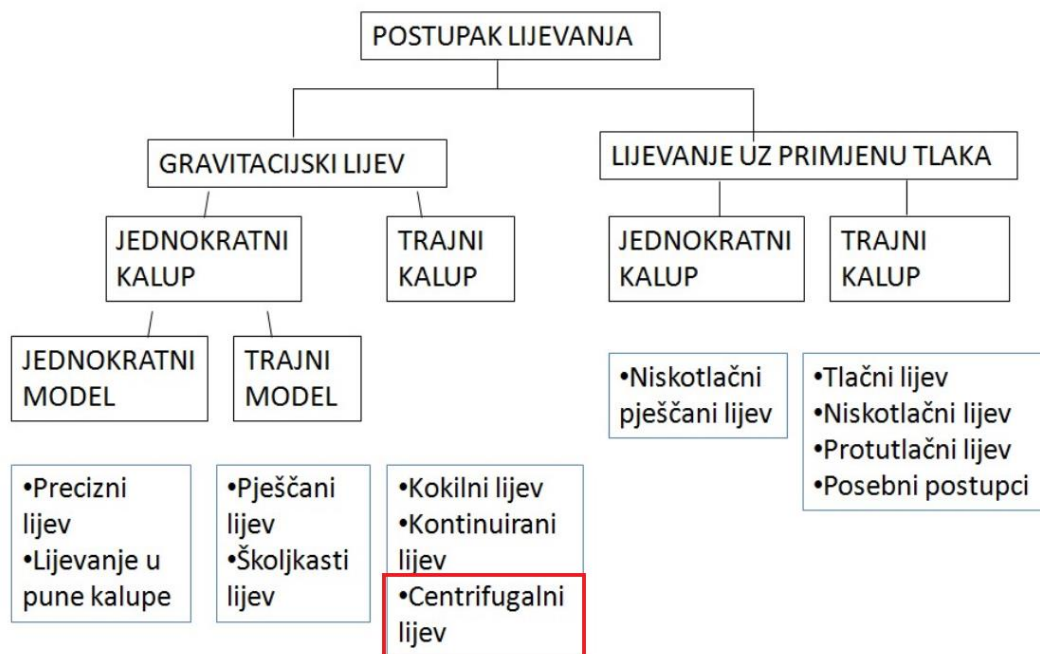 POSTUPAK LIJEVANJA
GRAVITACIJSKI LIJEV
LIJEVANJE UZ PRIMJENU TLAKA
JEDNOKRATNI
KALUP
TRAJNI
KALUP
JEDNOKRATNI
KALUP
TRAJNI
KALUP
JEDNOKRATNI
MODEL
TRAJNI
MODEL
•Niskotlačni
pješčani lijev
•Tlačni lijev
•Niskotlačni lijev
•Protutlačni lijev
•Posebni postupci
•Precizni
lijev
•Lijevanje u
pune kalupe
•Pješčani
lijev
•Školjkasti
lijev
•Kokilni lijev
•Kontinuirani
lijev
•Centrifugalni
lijev